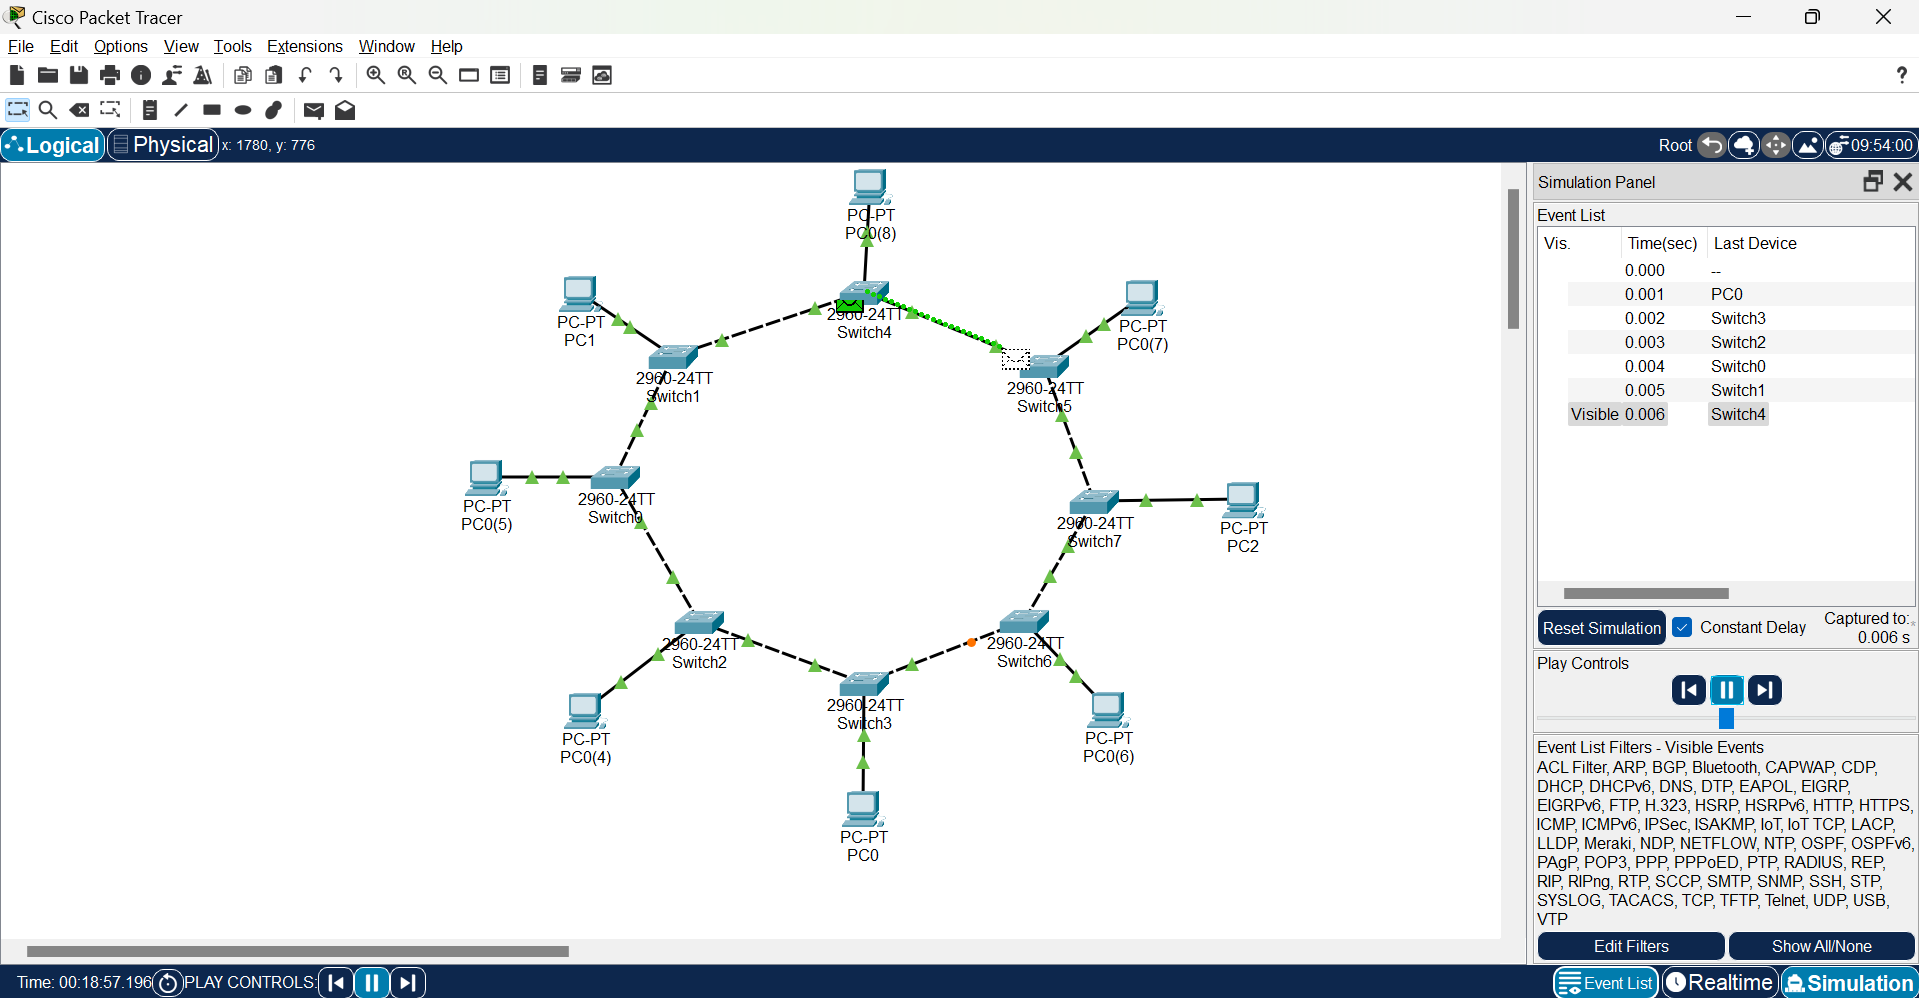 Cisco Packet Tracer
File Edit Options View Tools Extensions Window Help
?
Logical Physical x: 1780, y: 776 Root 09:54:00
PC-PT
PC0(8)
PC-PT
PC1
2960-24TT
Switch4
PC-PT
PC0(7)
2960-24TT
Switch1
2960-24TT
Switch5
PC-PT
PC0(5)
2960-24TT
Switch0
2960-24TT
Switch7
PC-PT
PC2
2960-24TT
Switch2
2960-24TT
Switch6
2960-24TT
Switch3
PC-PT
PC0(4)
PC-PT
PC0(6)
PC-PT
PC0
Simulation Panel
Event List
Vis. Time(sec) Last Device
0.000 --
0.001 PC0
0.002 Switch3
0.003 Switch2
0.004 Switch0
0.005 Switch1
Visible 0.006 Switch4
Reset Simulation Constant Delay Captured to:*
0.006 s
Play Controls
Event List Filters - Visible Events
ACL Filter, ARP, BGP, Bluetooth, CAPWAP, CDP,
DHCP, DHCPv6, DNS, DTP, EAPOL, EIGRP,
EIGRPv6, FTP, H.323, HSRP, HSRPv6, HTTP, HTTPS,
ICMP, ICMPv6, IPSec, ISAKMP, IoT, IoT TCP, LACP,
LLDP, Meraki, NDP, NETFLOW, NTP, OSPF, OSPFv6,
PAgP, POP3, PPP, PPPoED, PTP, RADIUS, REP,
RIP, RIPng, RTP, SCCP, SMTP, SNMP, SSH, STP,
SYSLOG, TACACS, TCP, TFTP, Telnet, UDP, USB,
VTP
Edit Filters Show All/None
Time: 00:18:57.196 PLAY CONTROLS: Event List Realtime Simulation